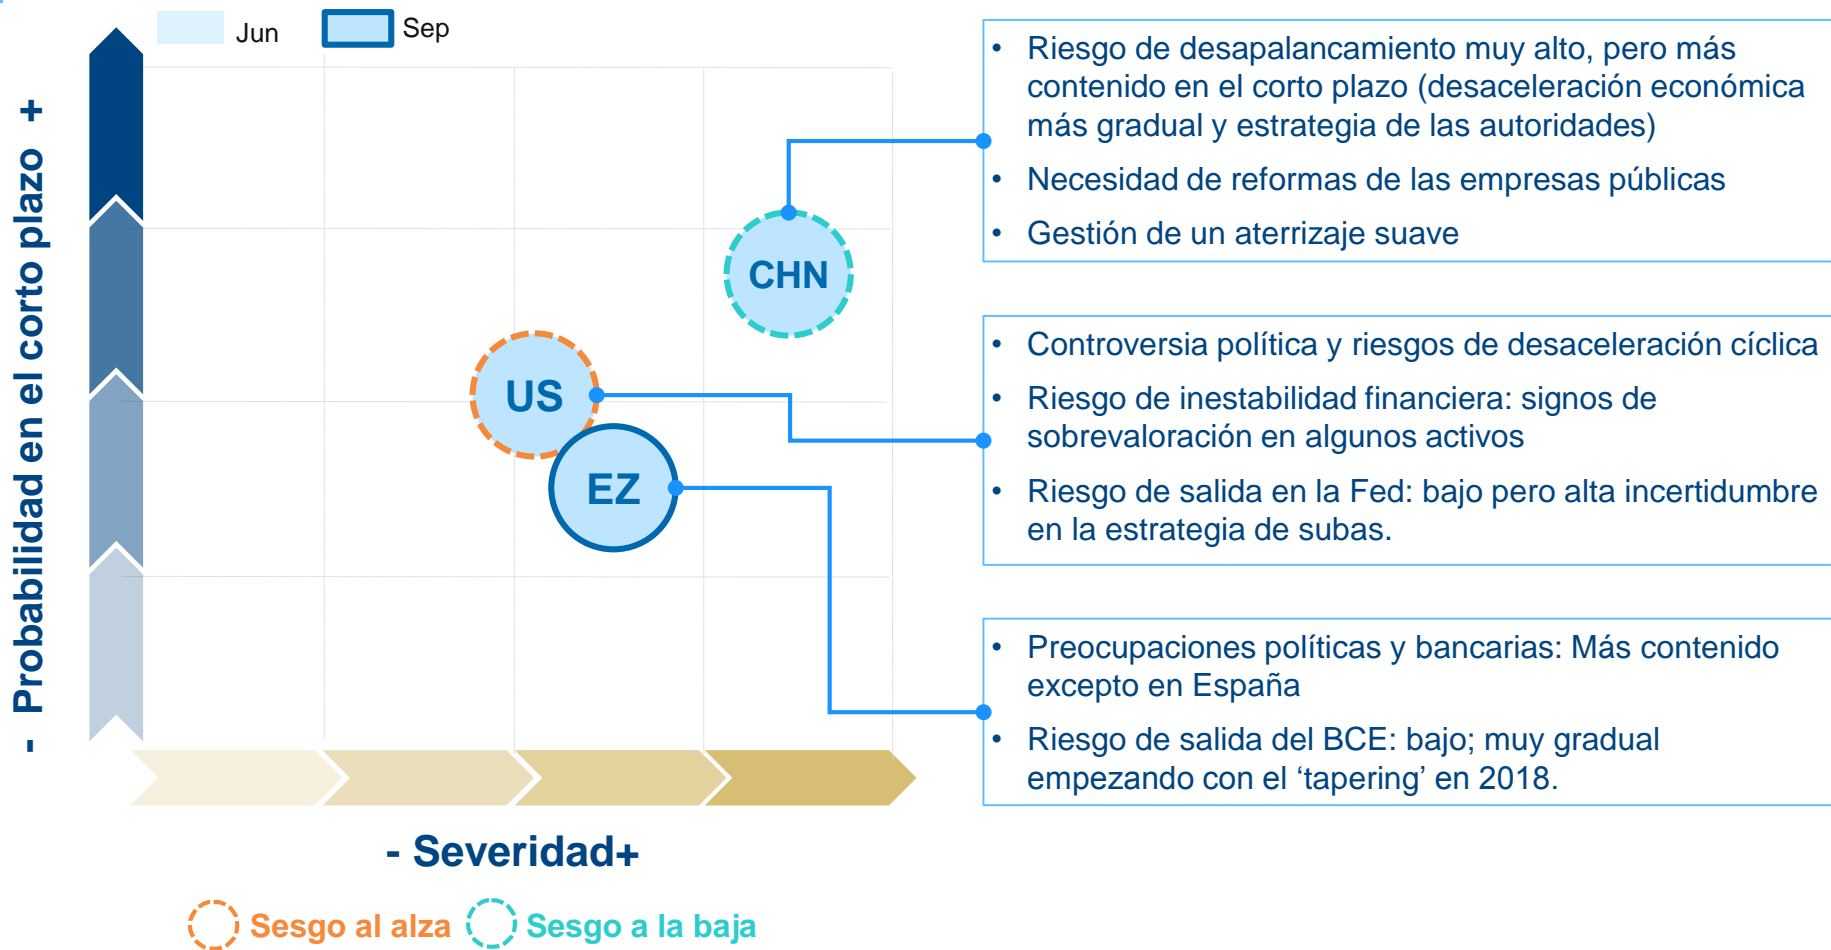 Jun
Sep
- Probabilidad en el corto plazo +
CHN
US
EZ
- Severidad+
Sesgo al alza
Sesgo a la baja
• Riesgo de desapalancamiento muy alto, pero más
contenido en el corto plazo (desaceleración económica
más gradual y estrategia de las autoridades)
• Necesidad de reformas de las empresas públicas
• Gestión de un aterrizaje suave
• Controversia política y riesgos de desaceleración cíclica
• Riesgo de inestabilidad financiera: signos de
sobrevaloración en algunos activos
• Riesgo de salida en la Fed: bajo pero alta incertidumbre
en la estrategia de subas.
• Preocupaciones políticas y bancarias: Más contenido
excepto en España
• Riesgo de salida del BCE: bajo; muy gradual
empezando con el ‘tapering’ en 2018.